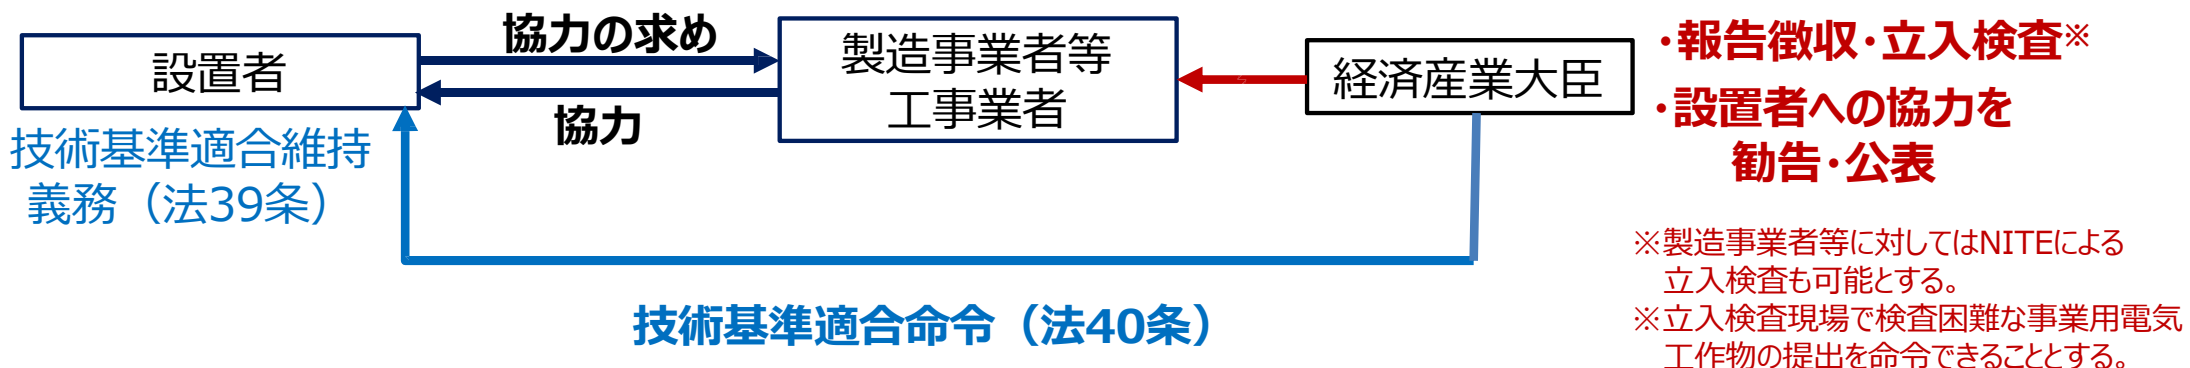 協力の求め
設置者
製造事業者等
工事業者
経済産業大臣
協力
技術基準適合維持
義務（法39条）
技術基準適合命令（法40条）
・報告徴収・立入検査※
・設置者への協力を
勧告・公表
※製造事業者等に対してはNITEによる
立入検査も可能とする。
※立入検査現場で検査困難な事業用電気
工作物の提出を命令できることとする。